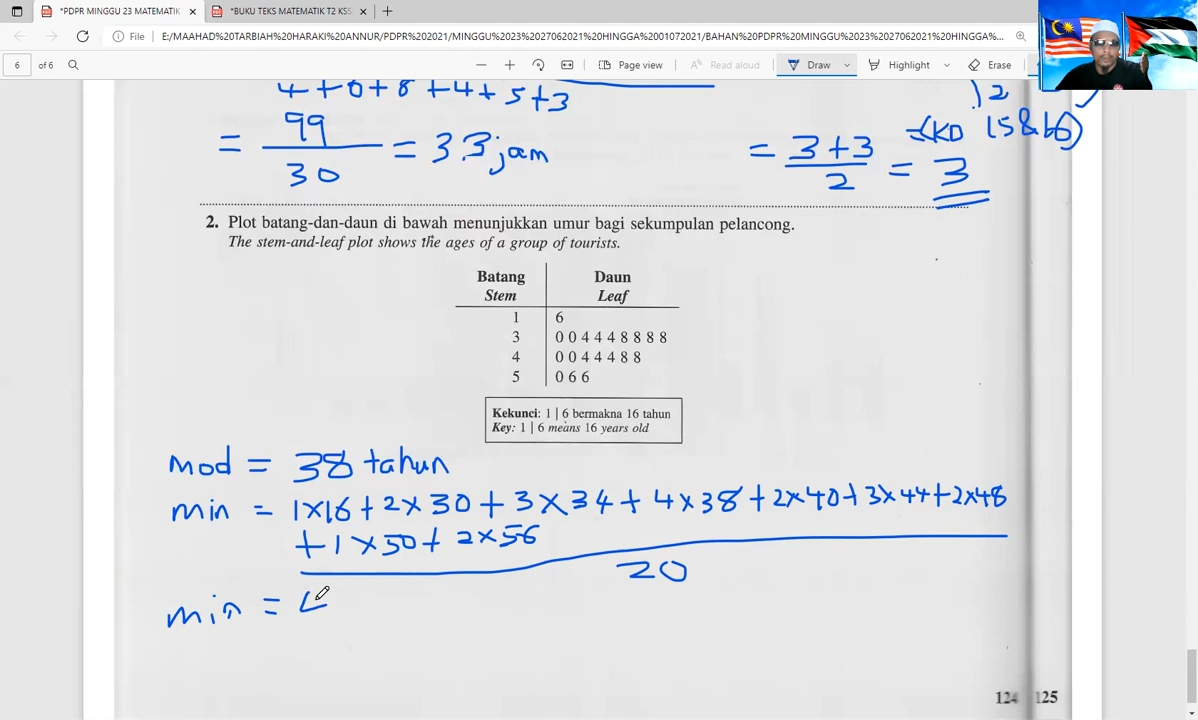 *PDPR MINGGU 23 MATEMATIK
*BUKU TEKS MATEMATIK T2 KSS
File
E:/MAAHAD%20TARBIAH%20HARAKI%20ANNUR/PDPR%202021/MINGGU%2023%2027062021%20HINGGA%2001072021/BAHAN%20PDPR%20MINGGU%2023%2027062021%20HINGGA%...
6 of 6
Page view
Read aloud
Draw
Highlight
Erase
4+0+8+4+5+3
= 99/30 = 3.3 jam
2
(KD 15&16)
= 3+3/2 = 3
2. Plot batang-dan-daun di bawah menunjukkan umur bagi sekumpulan pelancong.
The stem-and-leaf plot shows the ages of a group of tourists.
Batang Daun
Stem Leaf
1 6
3 0 0 4 4 4 8 8 8 8
4 0 0 4 4 4 8 8
5 0 6 6
Kekunci: 1 | 6 bermakna 16 tahun
Key: 1 | 6 means 16 years old
mod = 38 tahun
min = 1×16+2×30+3×34+4×38+2×40+3×44+2×48
+1×50+2×56
20
min = 4
124 125